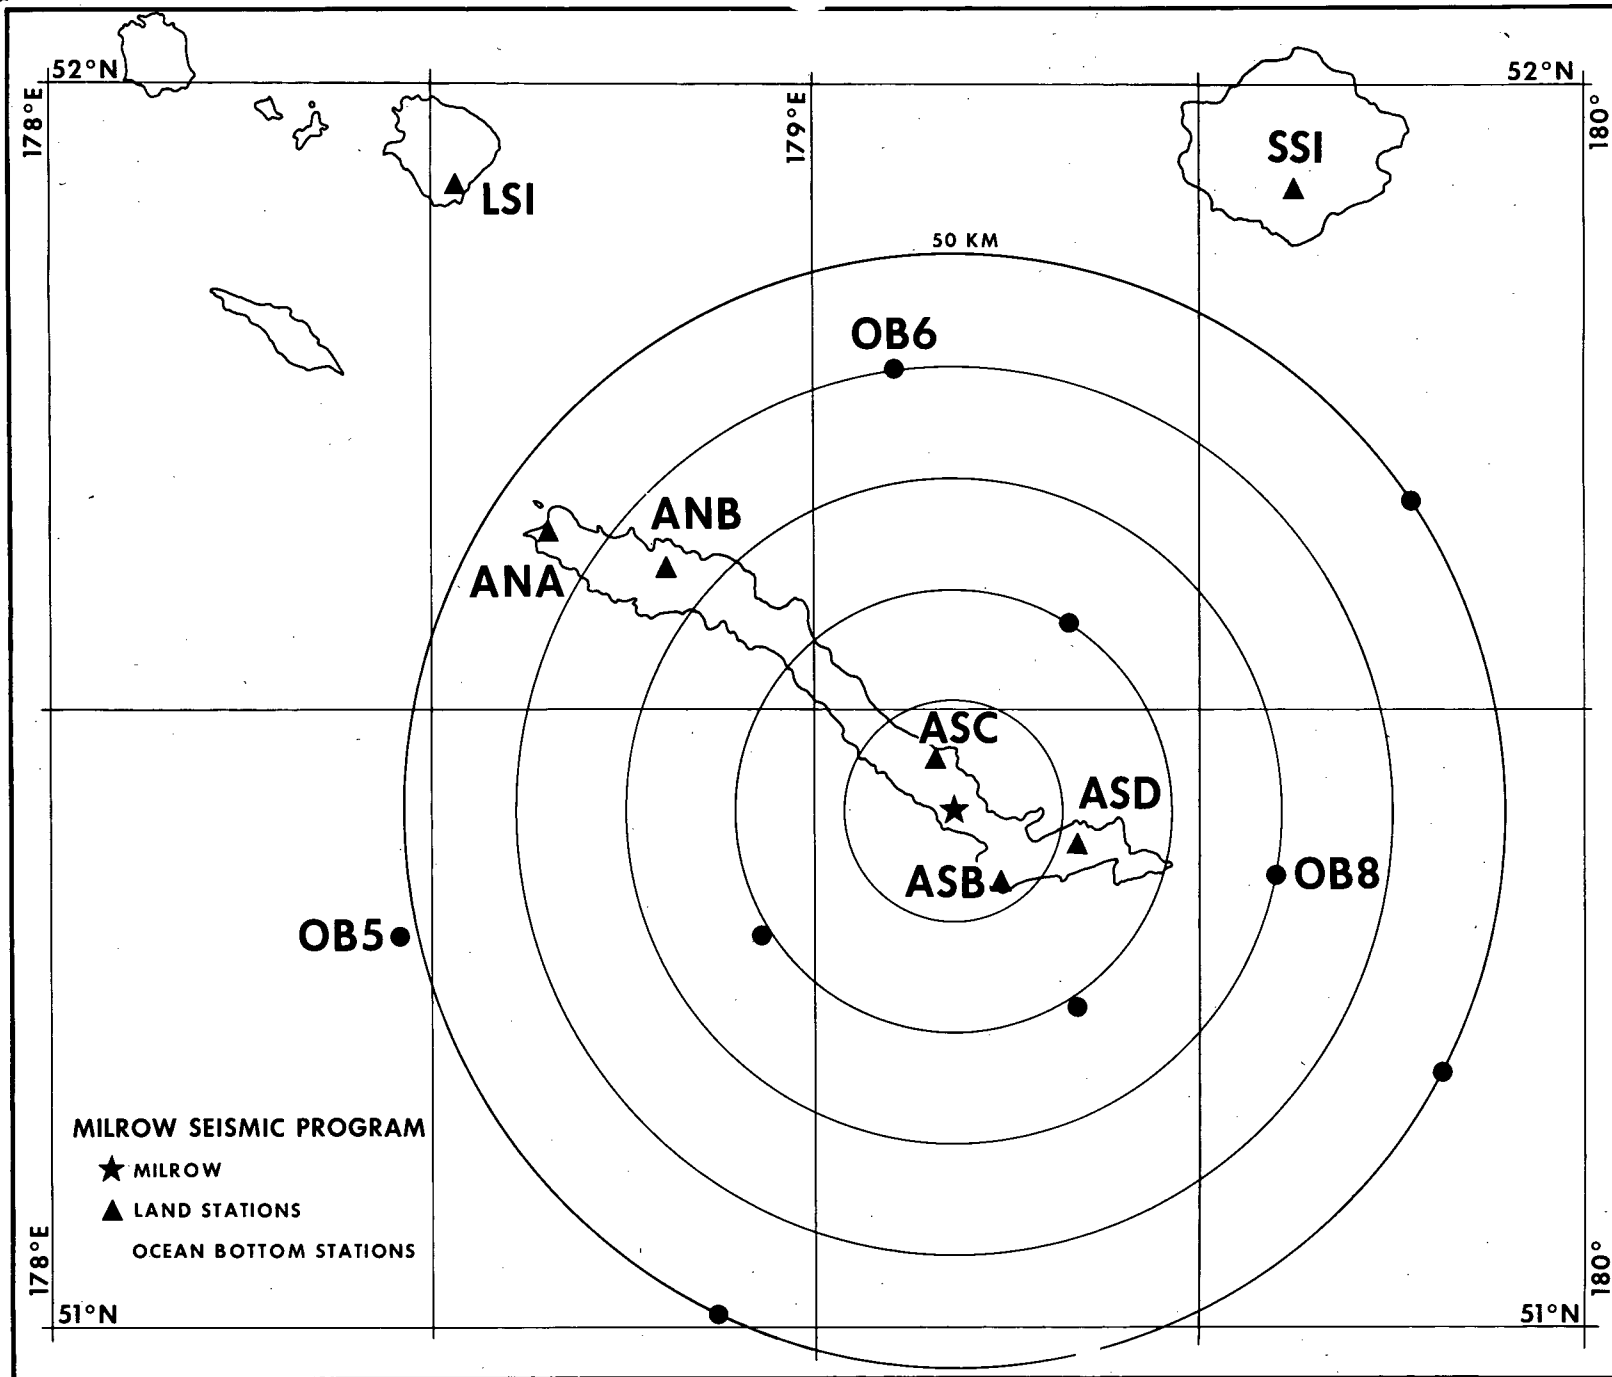 52°N
52°N
178°E
179°E
180°
SSI
LSI
50 KM
OB6
ANB
ANA
ASC
ASD
ASB
OB8
OB5
MILROW SEISMIC PROGRAM
MILROW
LAND STATIONS
OCEAN BOTTOM STATIONS
178°E
180°
51°N
51°N